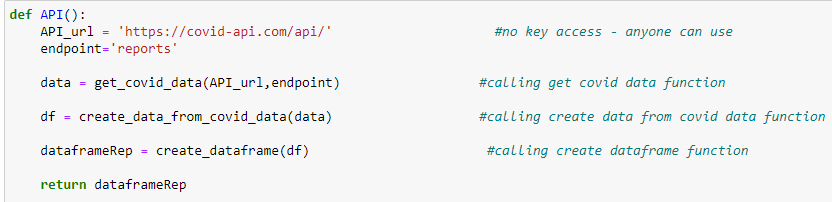 def API():
    API_url = 'https://covid-api.com/api/'                      #no key access - anyone can use
    endpoint='reports'
    data = get_covid_data(API_url,endpoint)                   #calling get covid data function
    df = create_data_from_covid_data(data)                    #calling create data from covid data function
    dataframeRep = create_dataframe(df)                        #calling create dataframe function
    return dataframeRep